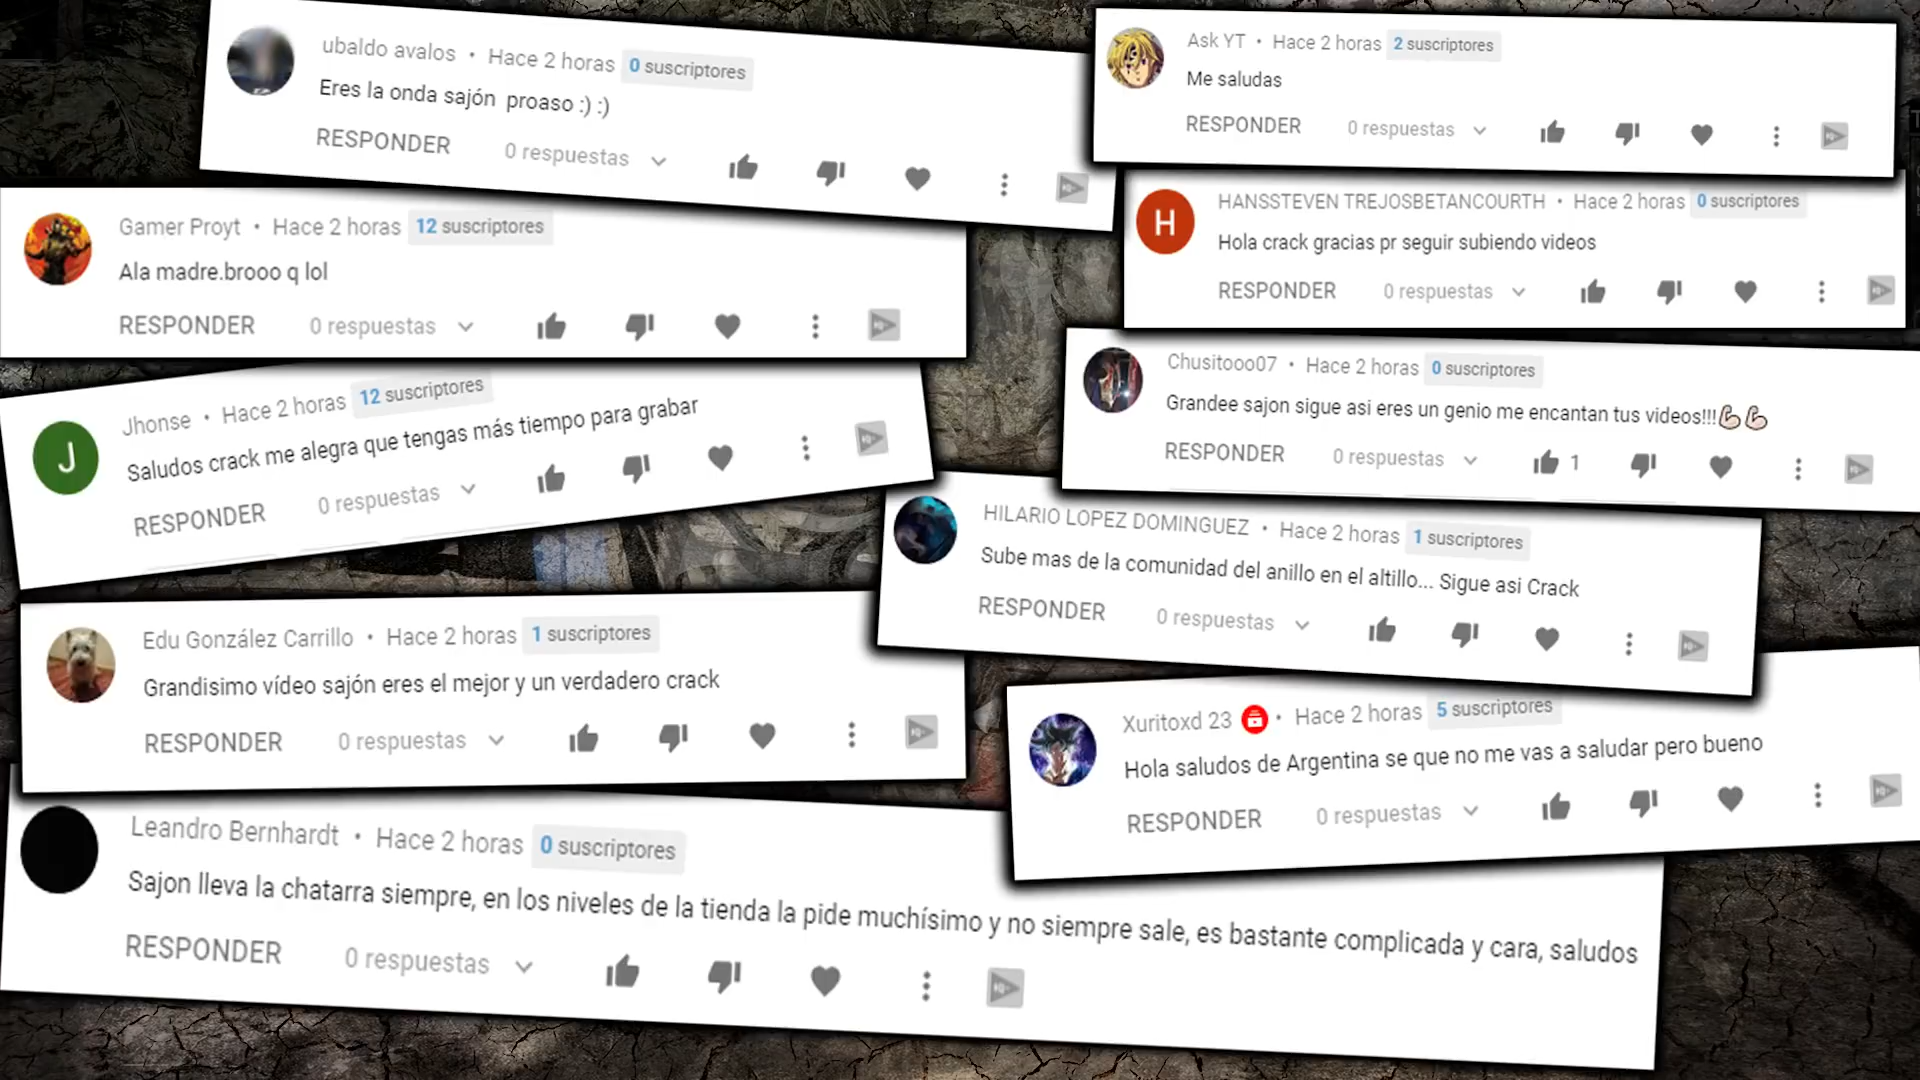 ubaldo avalos • Hace 2 horas 0 suscriptores
Eres la onda sajón proaso :) :)
RESPONDER 0 respuestas
Gamer Proyt • Hace 2 horas 12 suscriptores
Ala madre.brooo q lol
RESPONDER 0 respuestas
Jhonse • Hace 2 horas 12 suscriptores
Saludos crack me alegra que tengas más tiempo para grabar
RESPONDER 0 respuestas
Edu González Carrillo • Hace 2 horas 1 suscriptores
Grandisimo vídeo sajón eres el mejor y un verdadero crack
RESPONDER 0 respuestas
Leandro Bernhardt • Hace 2 horas 0 suscriptores
Sajon lleva la chatarra siempre, en los niveles de la tienda la pide muchísimo y no siempre sale, es bastante complicada y cara, saludos
RESPONDER 0 respuestas
Ask YT • Hace 2 horas 2 suscriptores
Me saludas
RESPONDER 0 respuestas
H
HANSSTEVEN TREJOSBETANCOURTH • Hace 2 horas 0 suscriptores
Hola crack gracias pr seguir subiendo videos
RESPONDER 0 respuestas
Chusitooo07 • Hace 2 horas 0 suscriptores
Grandee sajon sigue asi eres un genio me encantan tus videos!!!💪🏻💪🏻
RESPONDER 0 respuestas 1
HILARIO LOPEZ DOMINGUEZ • Hace 2 horas 1 suscriptores
Sube mas de la comunidad del anillo en el altillo... Sigue asi Crack
RESPONDER 0 respuestas
Xuritoxd 23 • Hace 2 horas 5 suscriptores
Hola saludos de Argentina se que no me vas a saludar pero bueno
RESPONDER 0 respuestas
J